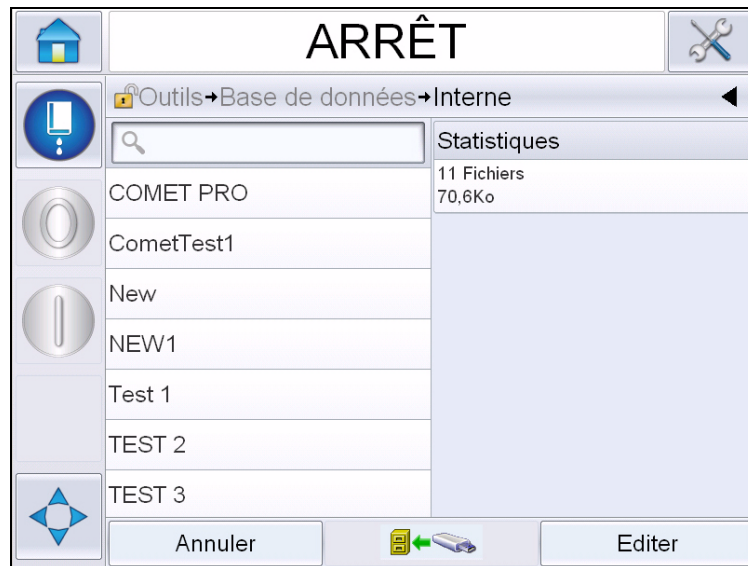 ARRÊT
Outils→Base de données→Interne
Statistiques
11 Fichiers
70,6Ko
COMET PRO
CometTest1
New
NEW1
Test 1
TEST 2
TEST 3
Annuler
Editer